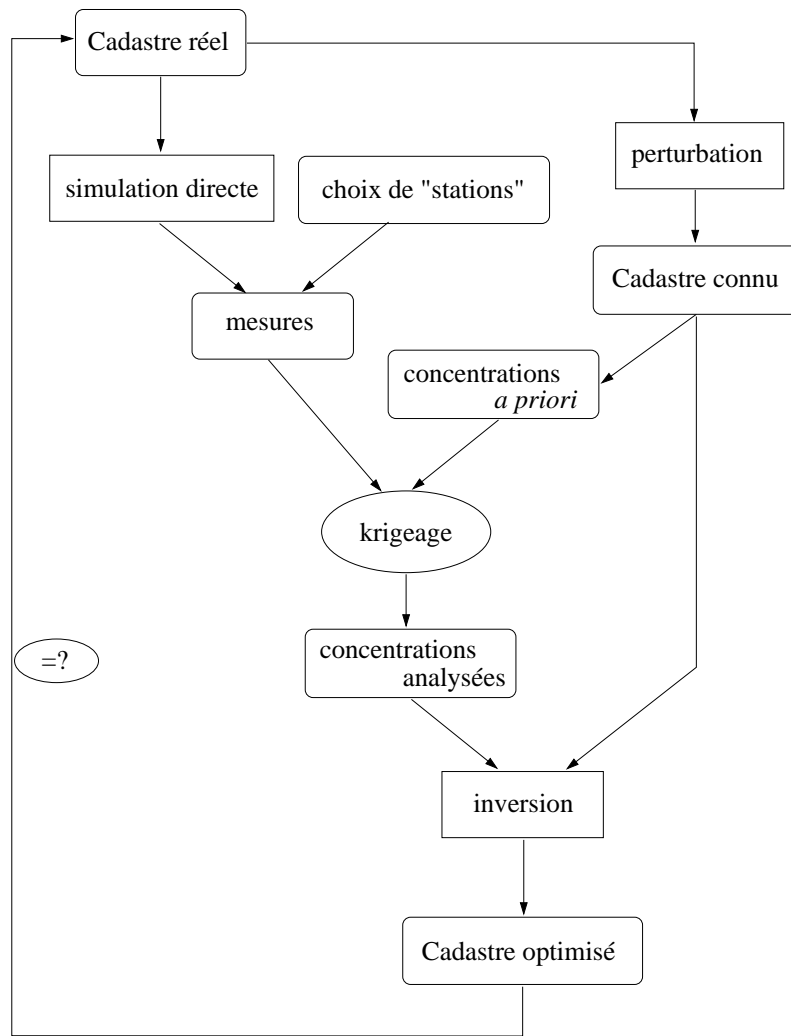 Cadastre réel
perturbation
simulation directe
choix de "stations"
Cadastre connu
mesures
concentrations
a priori
krigeage
concentrations
analysées
=?
inversion
Cadastre optimisé